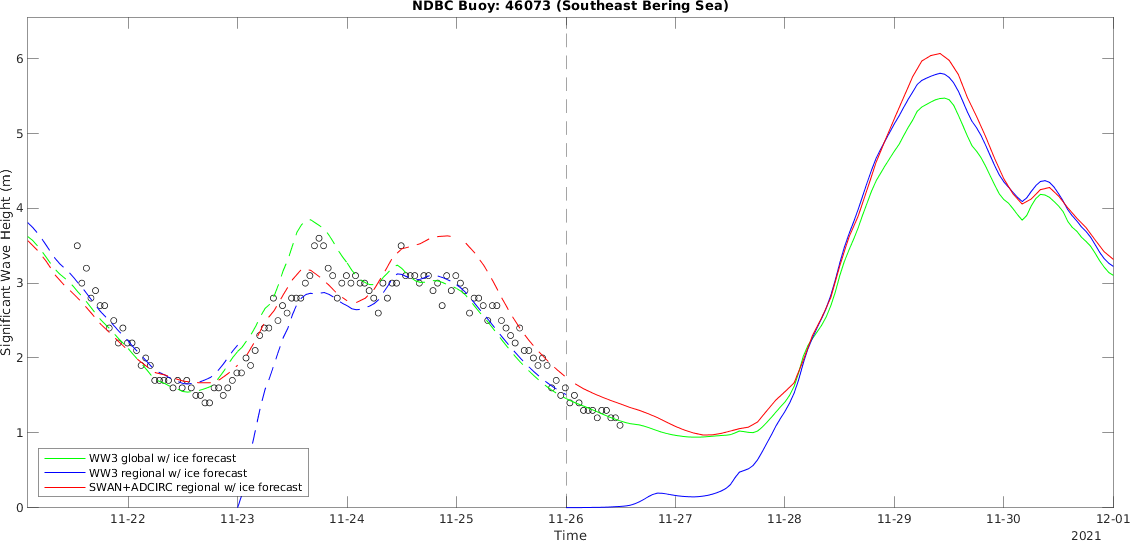 NDBC Buoy: 46073 (Southeast Bering Sea)
Significant Wave Height (m)
6
5
4
3
2
1
0
WW3 global w/ ice forecast
WW3 regional w/ ice forecast
SWAN+ADCIRC regional w/ ice forecast
11-22 11-23 11-24 11-25 11-26 11-27 11-28 11-29 11-30 12-01
Time
2021